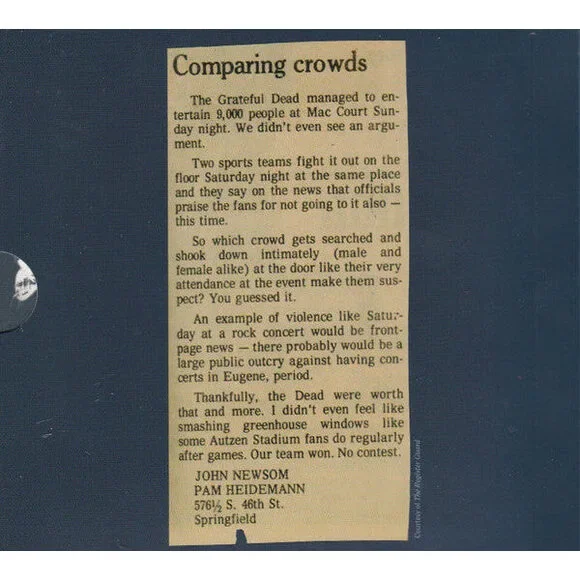 Comparing crowds
The Grateful Dead managed to en-
tertain 9,000 people at Mac Court Sun-
day night. We didn't even see an argu-
ment.
Two sports teams fight it out on the
floor Saturday night at the same place
and they say on the news that officials
praise the fans for not going to it also —
this time.
So which crowd gets searched and
shook down intimately (male and
female alike) at the door like their very
attendance at the event make them sus-
pect? You guessed it.
An example of violence like Satur-
day at a rock concert would be front-
page news — there probably would be a
large public outcry against having con-
certs in Eugene, period.
Thankfully, the Dead were worth
that and more. I didn't even feel like
smashing greenhouse windows like
some Autzen Stadium fans do regularly
after games. Our team won. No contest.
JOHN NEWSOM
PAM HEIDEMANN
576½ S. 46th St.
Springfield
Courtesy of The Register Guard